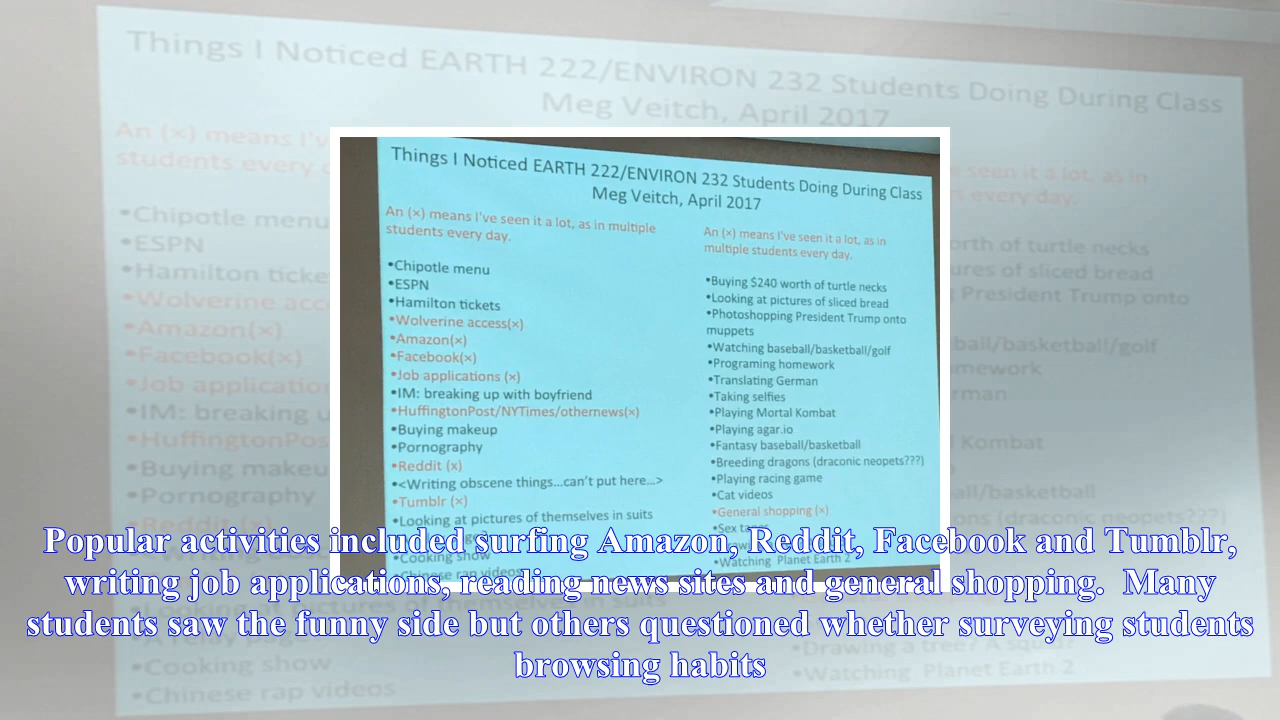 Things I Noticed EARTH 222/ENVIRON 232 Students Doing During Class
Meg Veitch, April 2017
An (×) means I've seen it a lot, as in multiple
students every day.
•Chipotle menu
•ESPN
•Hamilton tickets
•Wolverine access(×)
•Amazon(×)
•Facebook(×)
•Job applications (×)
•IM: breaking up with boyfriend
•HuffingtonPost/NYTimes/othernews(×)
•Buying makeup
•Pornography
•Reddit (×)
•<Writing obscene things...can't put here...>
•Tumblr (×)
•Looking at pictures of themselves in suits
•Cooking show
•Chinese rap videos
An (×) means I've seen it a lot, as in
multiple students every day.
•Buying $240 worth of turtle necks
•Looking at pictures of sliced bread
•Photoshopping President Trump onto
muppets
•Watching baseball/basketball/golf
•Programing homework
•Translating German
•Taking selfies
•Playing Mortal Kombat
•Playing agar.io
•Fantasy baseball/basketball
•Breeding dragons (draconic neopets???)
•Playing racing game
•Cat videos
•General shopping (×)
•Sex tapes
•Drawing a tree? A squid?
•Watching Planet Earth 2
Popular activities included surfing Amazon, Reddit, Facebook and Tumblr,
writing job applications, reading news sites and general shopping. Many
students saw the funny side but others questioned whether surveying students
browsing habits